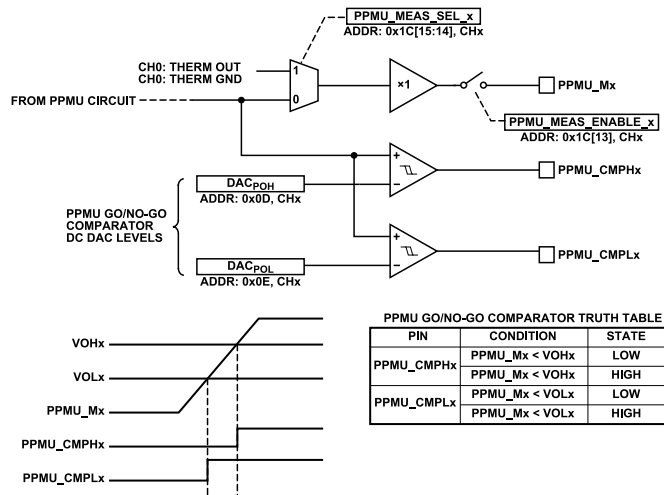 PPMU_MEAS_SEL_x
ADDR: 0x1C[15:14], CHx
CH0: THERM OUT
CH0: THERM GND
1
0
FROM PPMU CIRCUIT
×1
PPMU_Mx
PPMU_MEAS_ENABLE_x
ADDR: 0x1C[13], CHx
+
−
PPMU_CMPHx
DACPOH
ADDR: 0x0D, CHx
PPMU GO/NO-GO
COMPARATOR
DC DAC LEVELS
+
−
PPMU_CMPLx
DACPOL
ADDR: 0x0E, CHx
VOHx
VOLx
PPMU_Mx
PPMU_CMPHx
PPMU_CMPLx
PPMU GO/NO-GO COMPARATOR TRUTH TABLE
PIN CONDITION STATE
PPMU_CMPHx PPMU_Mx < VOHx LOW
PPMU_Mx < VOHx HIGH
PPMU_CMPLx PPMU_Mx < VOLx LOW
PPMU_Mx < VOLx HIGH